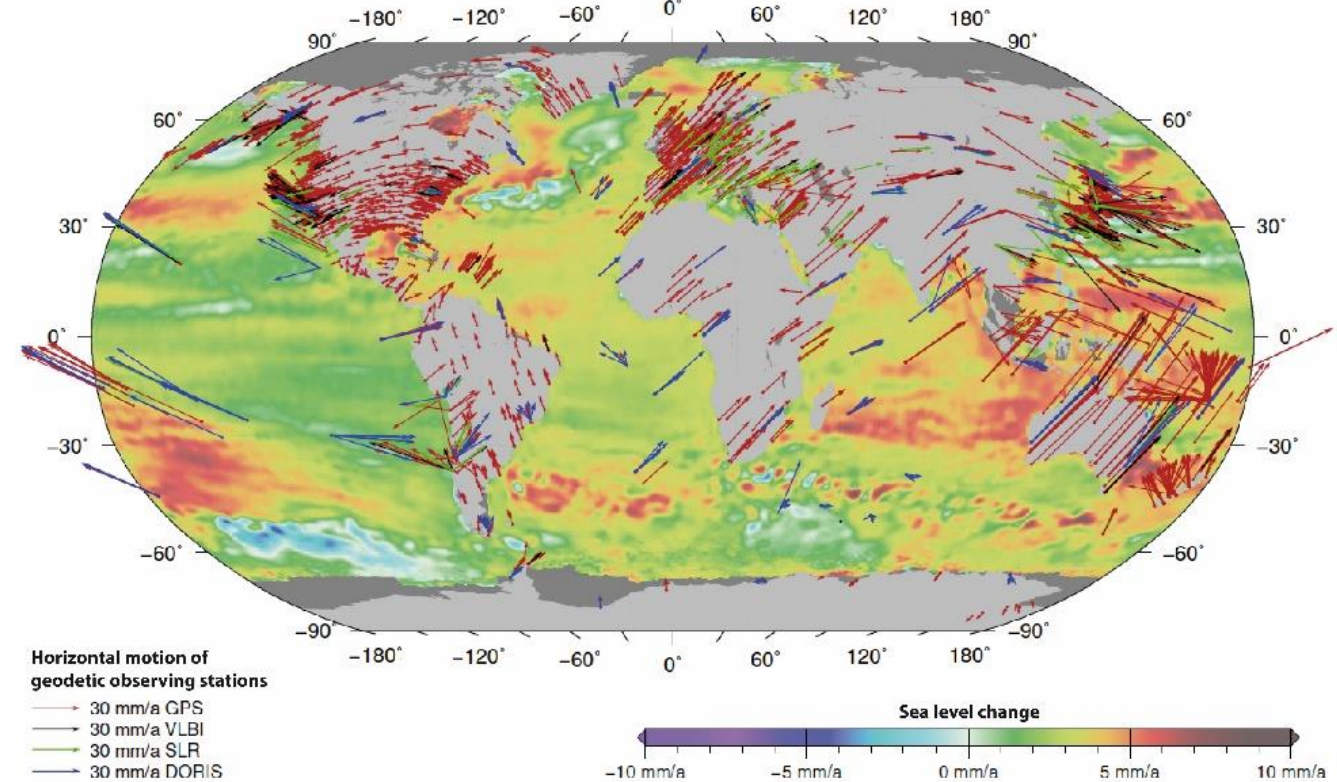 −180° −120° −60° 0° 60° 120° 180°
90° 90°
60° 60°
30° 30°
0° 0°
−30° −30°
−60° −60°
−90° −90°
−180° −120° −60° 0° 60° 120° 180°
Horizontal motion of
geodetic observing stations
30 mm/a GPS
30 mm/a VLBI
30 mm/a SLR
30 mm/a DORIS
Sea level change
−10 mm/a −5 mm/a 0 mm/a 5 mm/a 10 mm/a